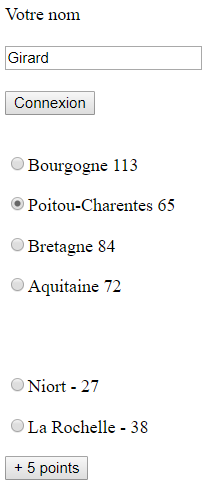 Votre nom
Girard
Connexion
Bourgogne 113
Poitou-Charentes 65
Bretagne 84
Aquitaine 72
Niort - 27
La Rochelle - 38
+ 5 points